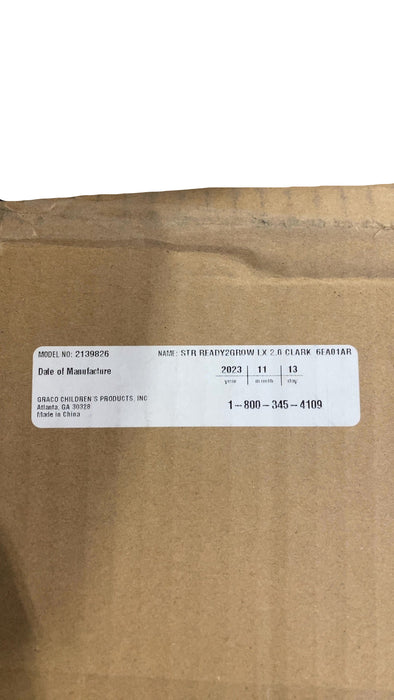 MODEL NO: 2139826 NAME: STR READY2GROW LX 2.0 CLARK 6EA01AR
Date of Manufacture 2023 11 13
year month day
GRACO CHILDREN'S PRODUCTS, INC
Atlanta, GA 30328
Made in China
1-800-345-4109